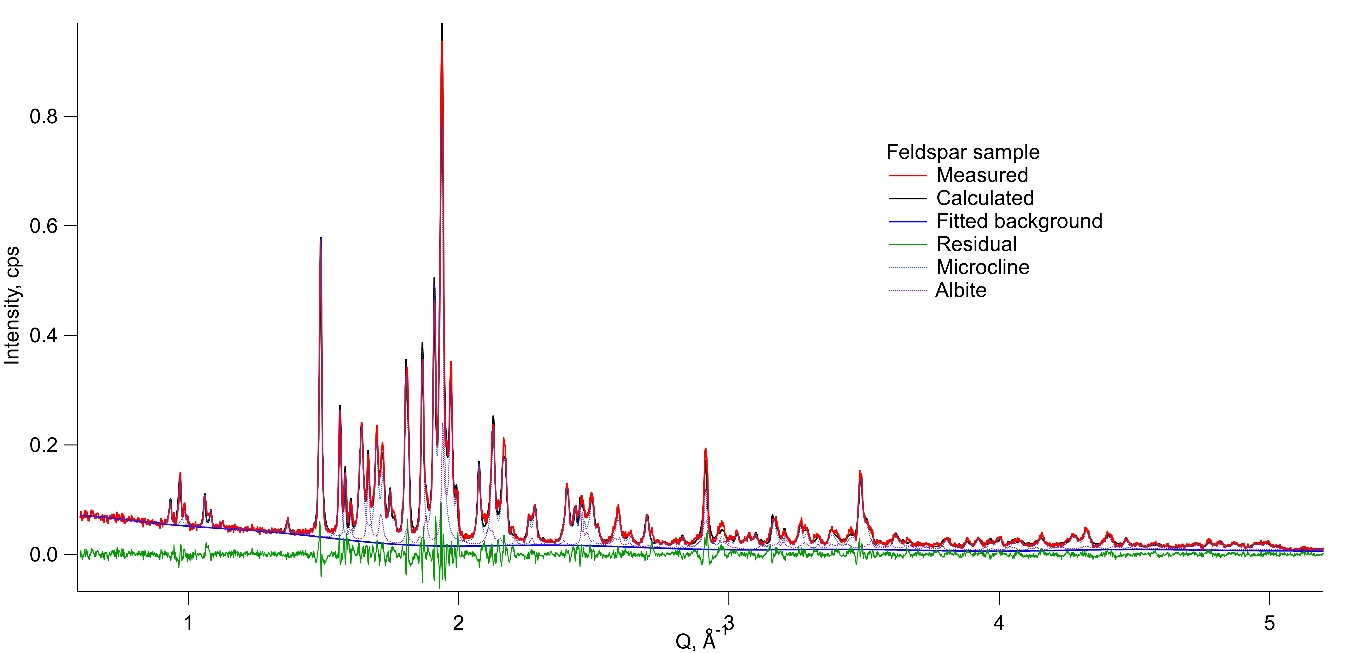 0.8
0.6
0.4
0.2
0.0
Intensity, cps
Feldspar sample
Measured
Calculated
Fitted background
Residual
Microcline
Albite
1
2
3
4
5
Q, Å⁻¹